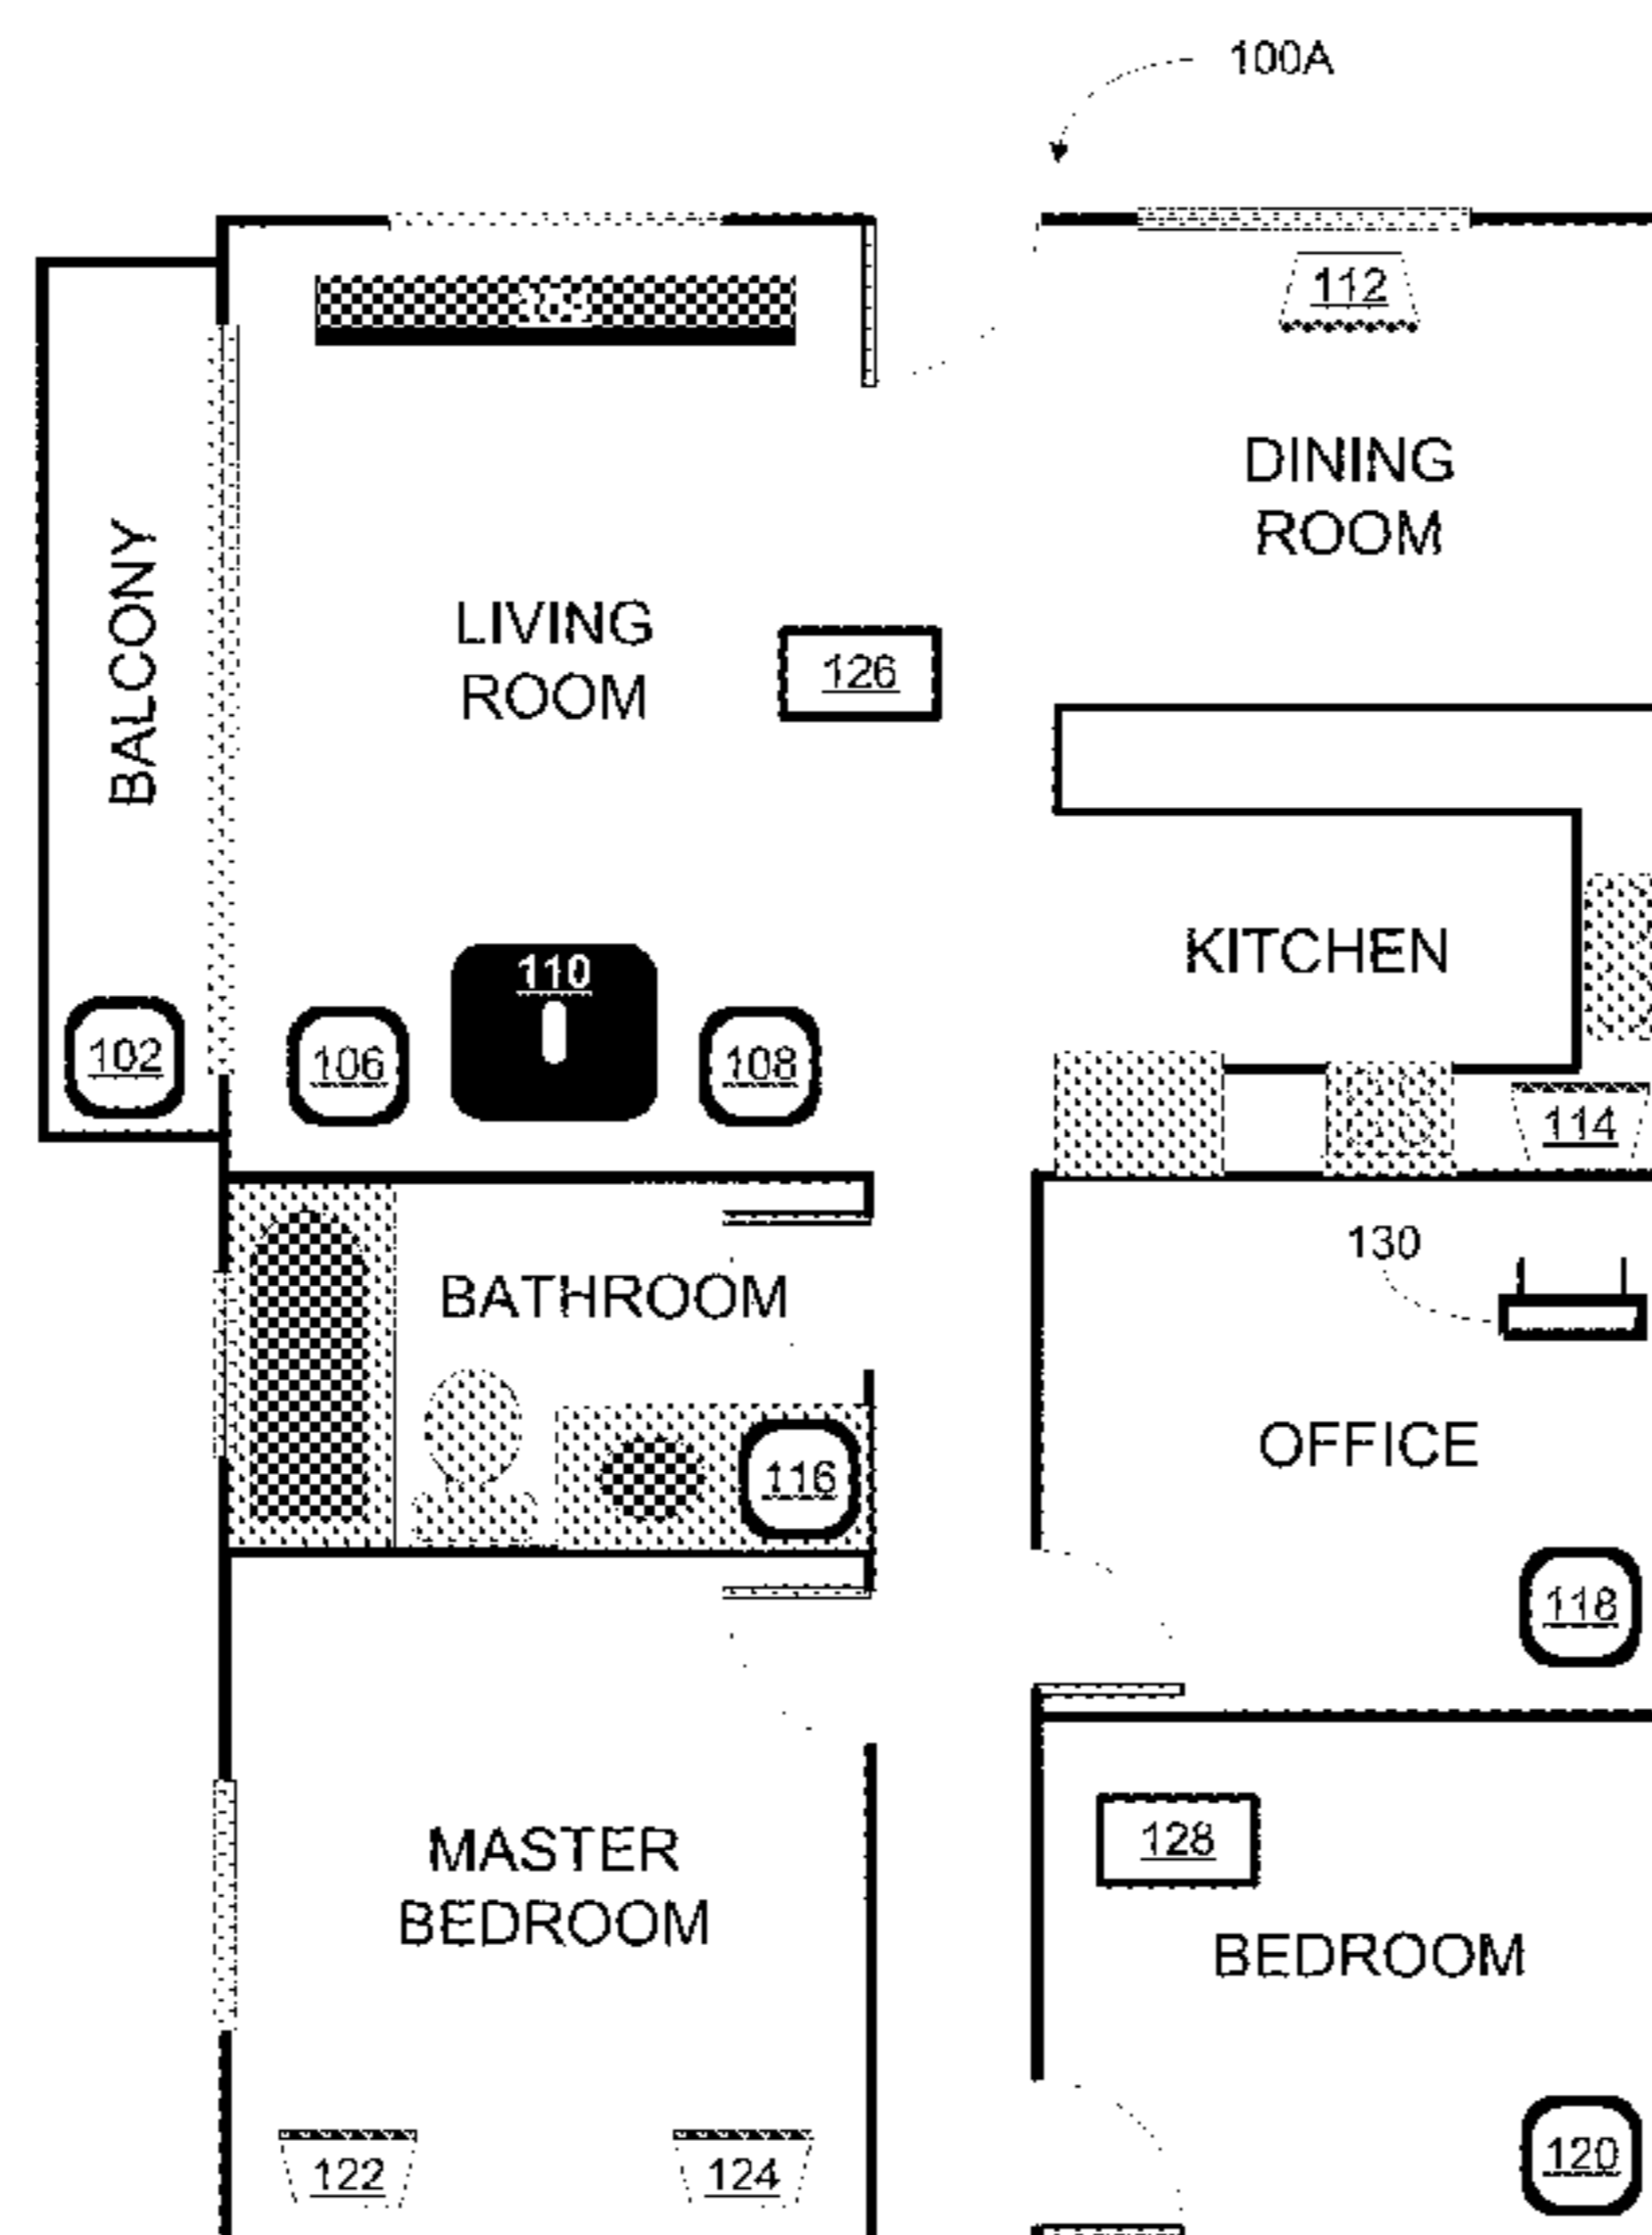 100A
112
DINING
ROOM
BALCONY
LIVING
ROOM
126
KITCHEN
110
102
106
108
114
130
BATHROOM
OFFICE
116
118
128
MASTER
BEDROOM
BEDROOM
122
124
120